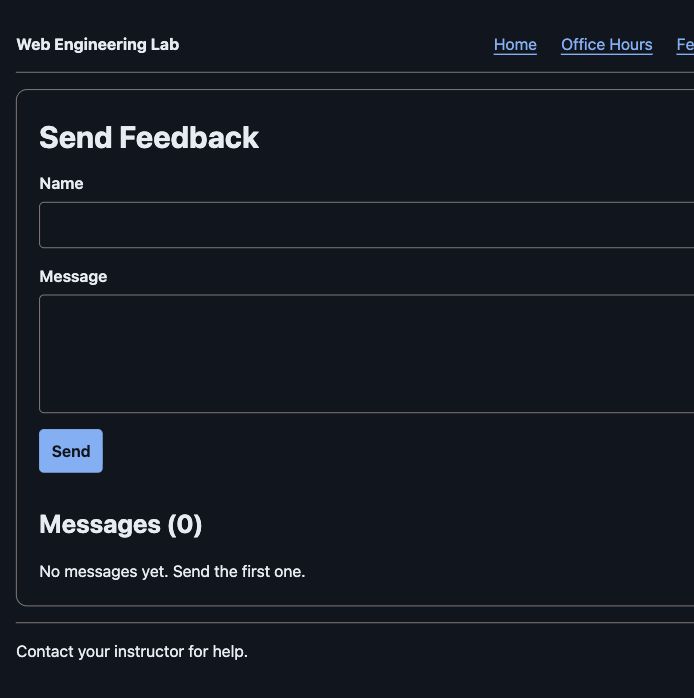 Web Engineering Lab Home Office Hours Fe
Send Feedback
Name
Message
Send
Messages (0)
No messages yet. Send the first one.
Contact your instructor for help.